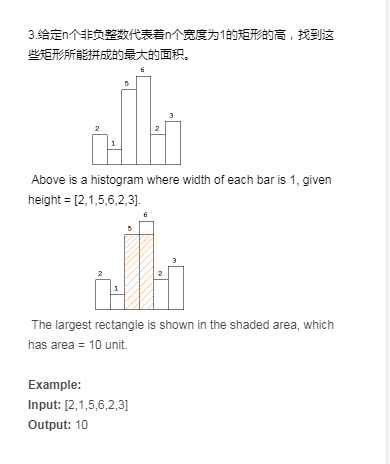 3.给定n个非负整数代表着n个宽度为1的矩形的高，找到这
些矩形所能拼成的最大的面积。
6
5
3
2
2
1
Above is a histogram where width of each bar is 1, given
height = [2,1,5,6,2,3].
6
5
3
2
2
1
The largest rectangle is shown in the shaded area, which
has area = 10 unit.
Example:
Input: [2,1,5,6,2,3]
Output: 10